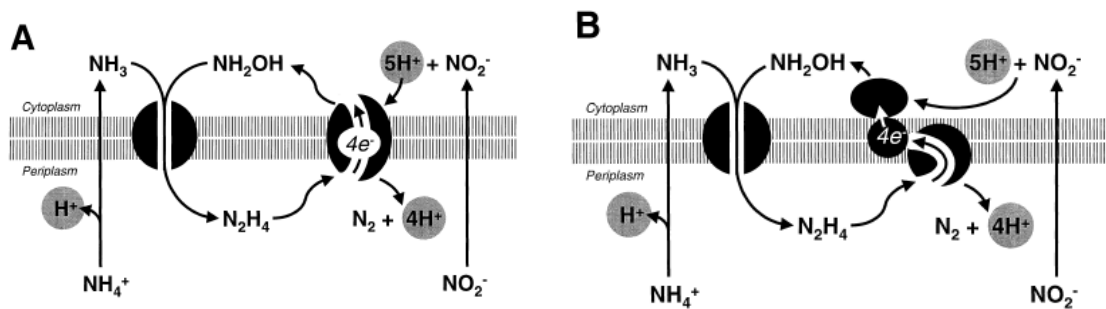 A
NH₃
NH₂OH
5H⁺ + NO₂⁻
Cytoplasm
4e⁻
Periplasm
H⁺
N₂H₄
N₂ + 4H⁺
NH₄⁺
NO₂⁻
B
NH₃
NH₂OH
5H⁺ + NO₂⁻
Cytoplasm
4e⁻
Periplasm
H⁺
N₂H₄
N₂ + 4H⁺
NH₄⁺
NO₂⁻